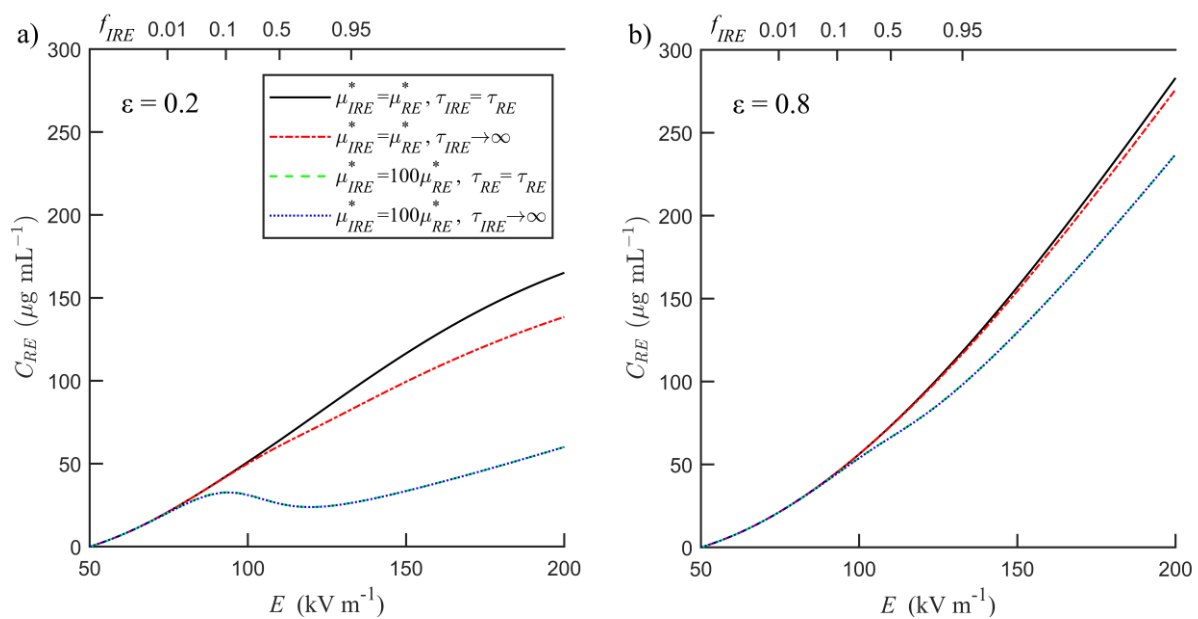 a)
f_IRE 0.01 0.1 0.5 0.95
300
250
200
150
100
50
0
ε = 0.2
μ*_IRE = μ*_RE, τ_IRE = τ_RE
μ*_IRE = μ*_RE, τ_IRE → ∞
μ*_IRE = 100μ*_RE, τ_RE = τ_RE
μ*_IRE = 100μ*_RE, τ_IRE → ∞
C_RE (μg mL⁻¹)
50 100 150 200
E (kV m⁻¹)
b)
f_IRE 0.01 0.1 0.5 0.95
300
250
200
150
100
50
0
ε = 0.8
C_RE (μg mL⁻¹)
50 100 150 200
E (kV m⁻¹)